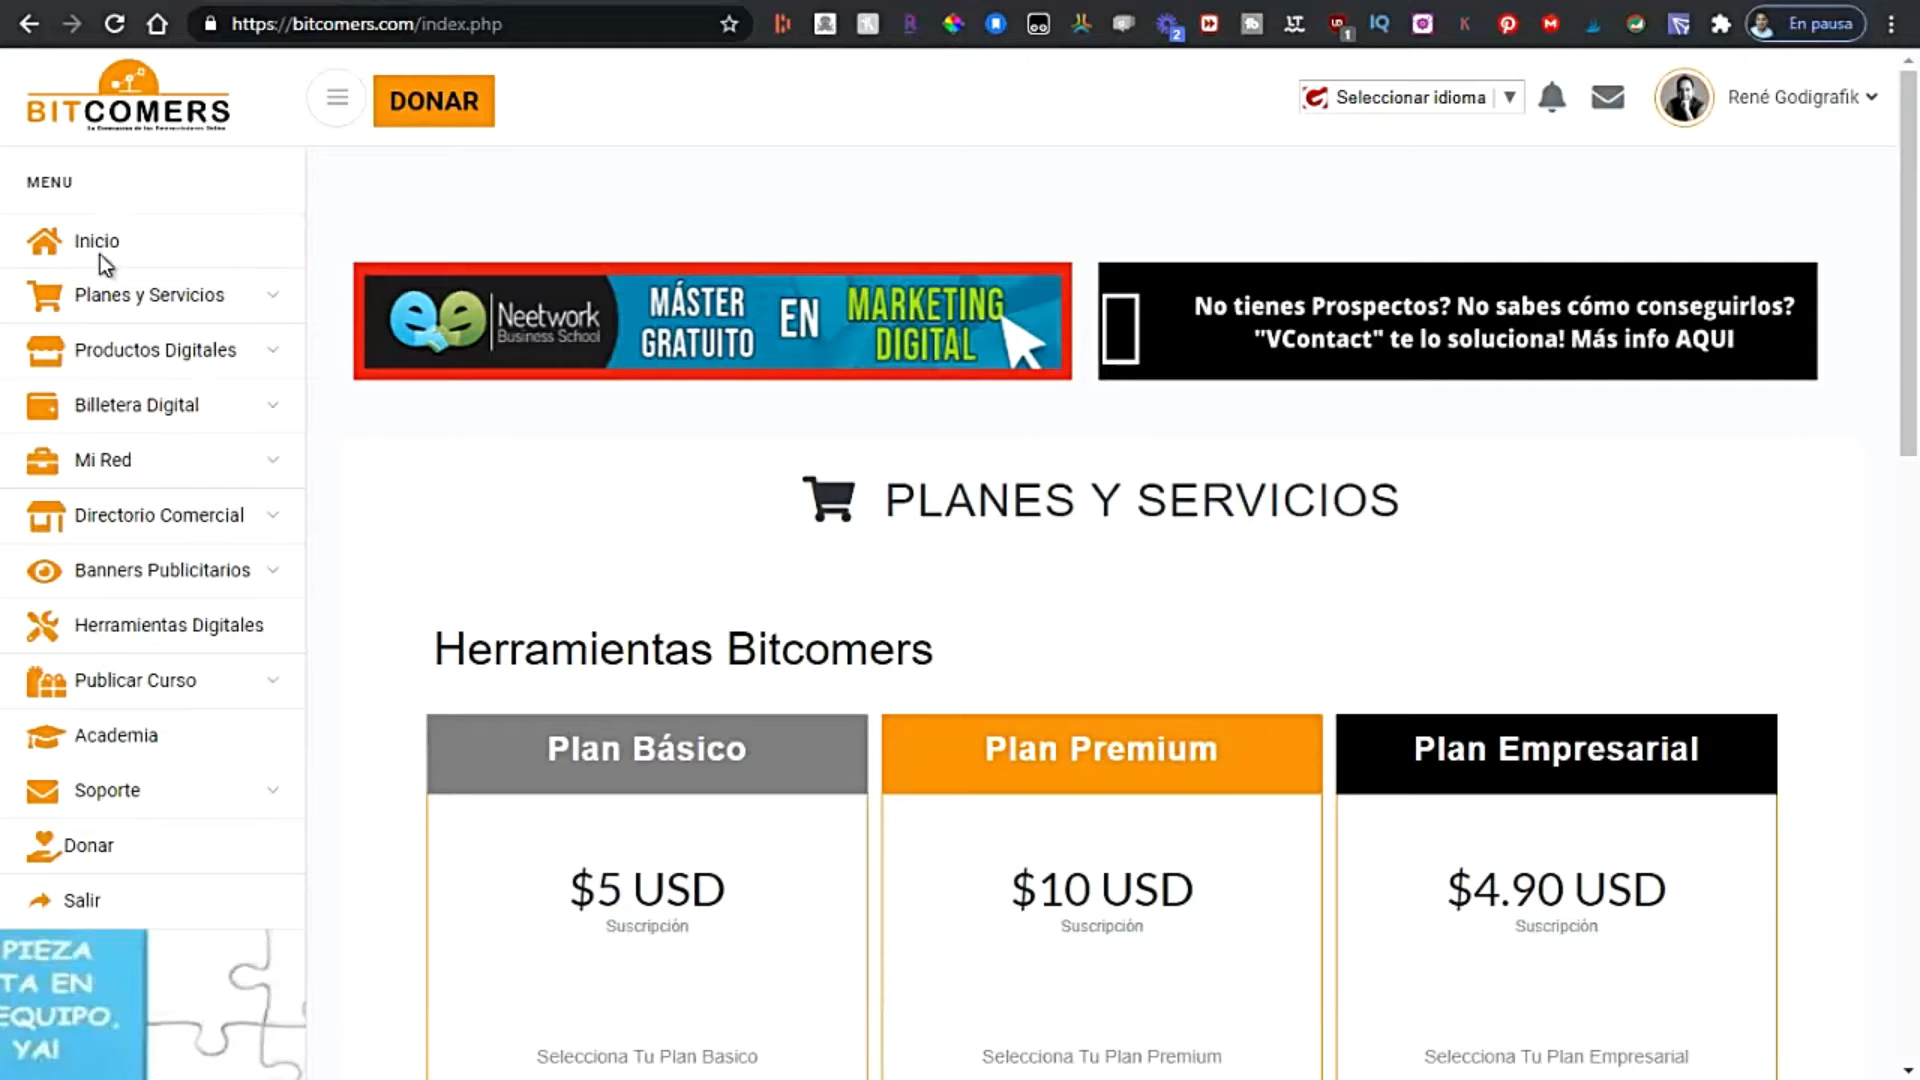 https://bitcomers.com/index.php
2
1
En pausa
BITCOMERS
DONAR
Seleccionar idioma
René Godigrafik
MENU
Inicio
Planes y Servicios
Productos Digitales
Billetera Digital
Mi Red
Directorio Comercial
Banners Publicitarios
Herramientas Digitales
Publicar Curso
Academia
Soporte
Donar
Salir
PIEZA
TA EN
EQUIPO,
YA!
Neetwork
Business School
MÁSTER
GRATUITO
EN
MARKETING
DIGITAL
No tienes Prospectos? No sabes cómo conseguirlos?
"VContact" te lo soluciona! Más info AQUI
PLANES Y SERVICIOS
Herramientas Bitcomers
Plan Básico
$5 USD
Suscripción
Selecciona Tu Plan Basico
Plan Premium
$10 USD
Suscripción
Selecciona Tu Plan Premium
Plan Empresarial
$4.90 USD
Suscripción
Selecciona Tu Plan Empresarial